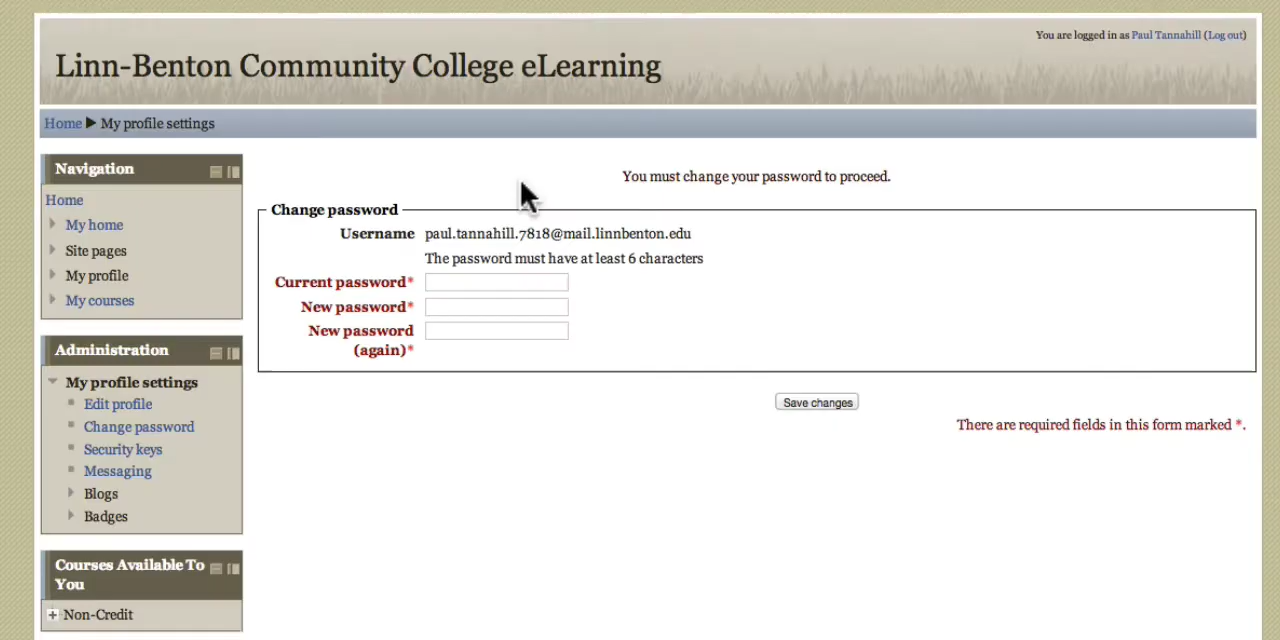 You are logged in as Paul Tannahill (Log out)
Linn-Benton Community College eLearning
Home ▶ My profile settings
Navigation
Home
My home
Site pages
My profile
My courses
Administration
My profile settings
Edit profile
Change password
Security keys
Messaging
Blogs
Badges
Courses Available To
You
Non-Credit
You must change your password to proceed.
Change password
Username paul.tannahill.7818@mail.linnbenton.edu
The password must have at least 6 characters
Current password*
New password*
New password
(again)*
Save changes
There are required fields in this form marked *.